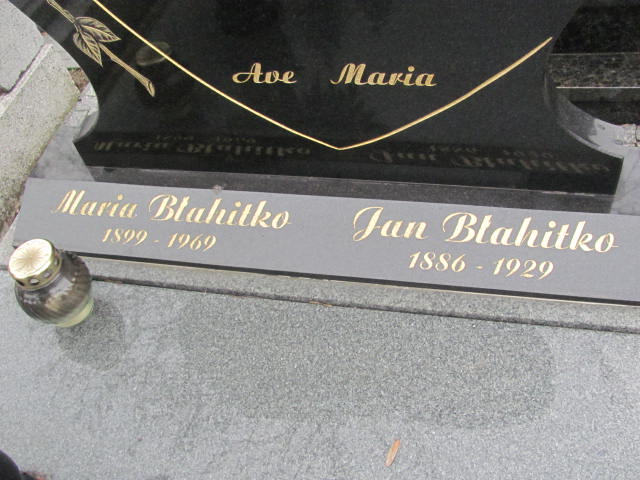 Ave Maria
Maria Błahitko
1899 - 1969
Jan Błahitko
1886 - 1929